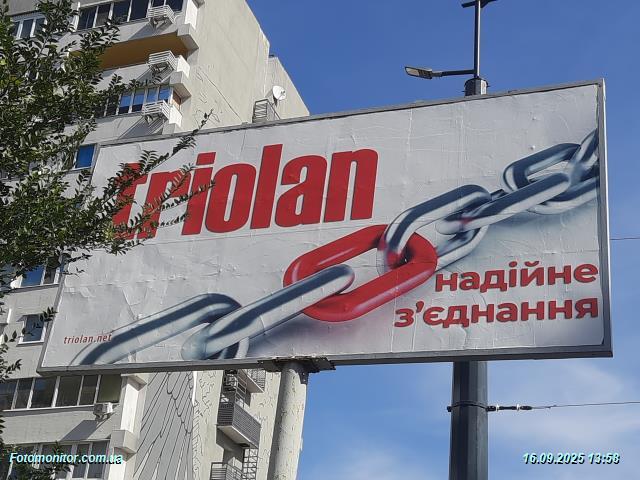 triolan
надійне
з'єднання
triolan.net
Fotomonitor.com.ua
16.09.2025 13:58